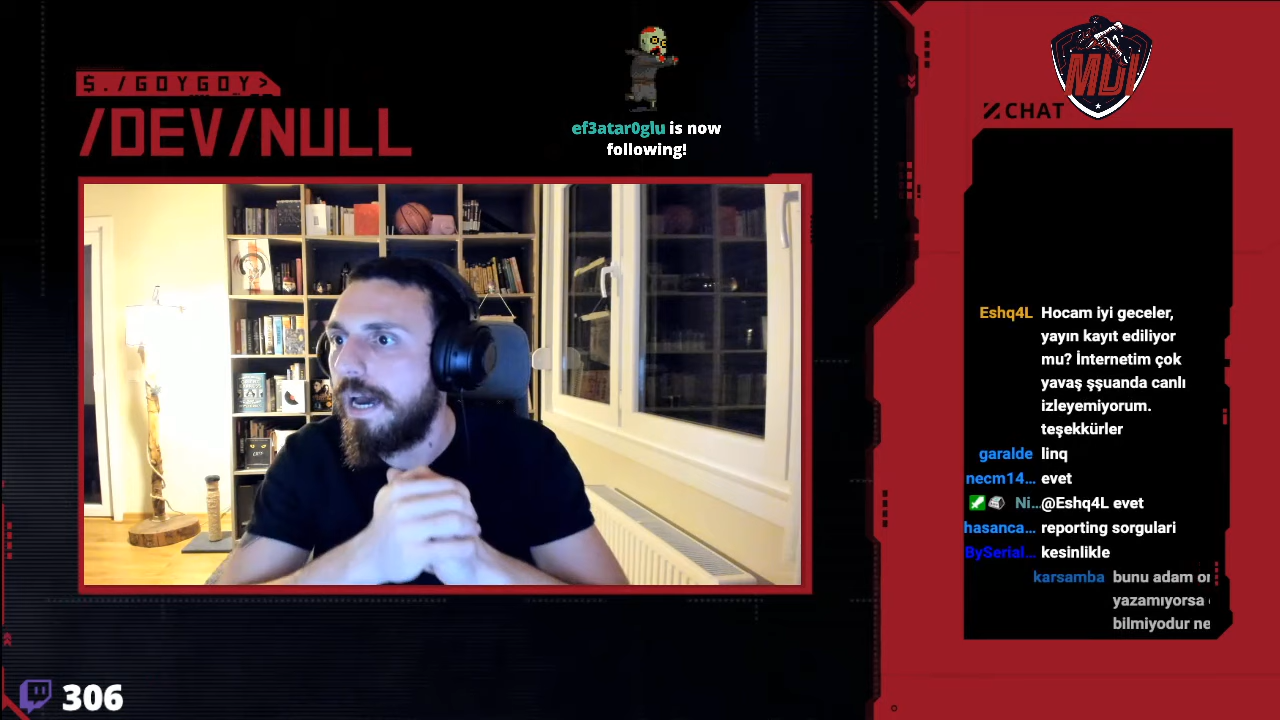 $./GOYGOY>
/DEV/NULL
ef3atar0glu is now
following!
MDI
CHAT
Eshq4L Hocam iyi geceler,
yayın kayıt ediliyor
mu? İnternetim çok
yavaş şşuanda canlı
izleyemiyorum.
teşekkürler
garalde linq
necm14... evet
Ni...@Eshq4L evet
hasanca... reporting sorgulari
BySerial... kesinlikle
karsamba bunu adam
yazamıyorsa
bilmiyodur ne
306